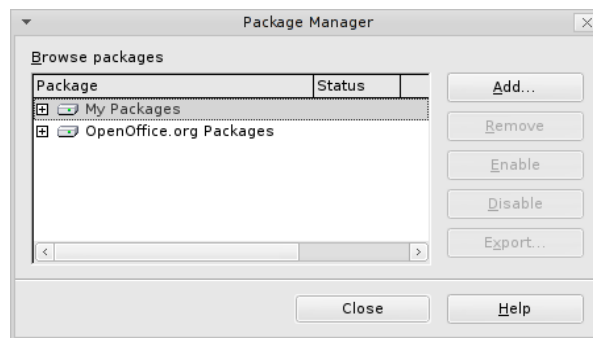 Package Manager
Browse packages
Package Status
My Packages
OpenOffice.org Packages
Add...
Remove
Enable
Disable
Export...
Close Help